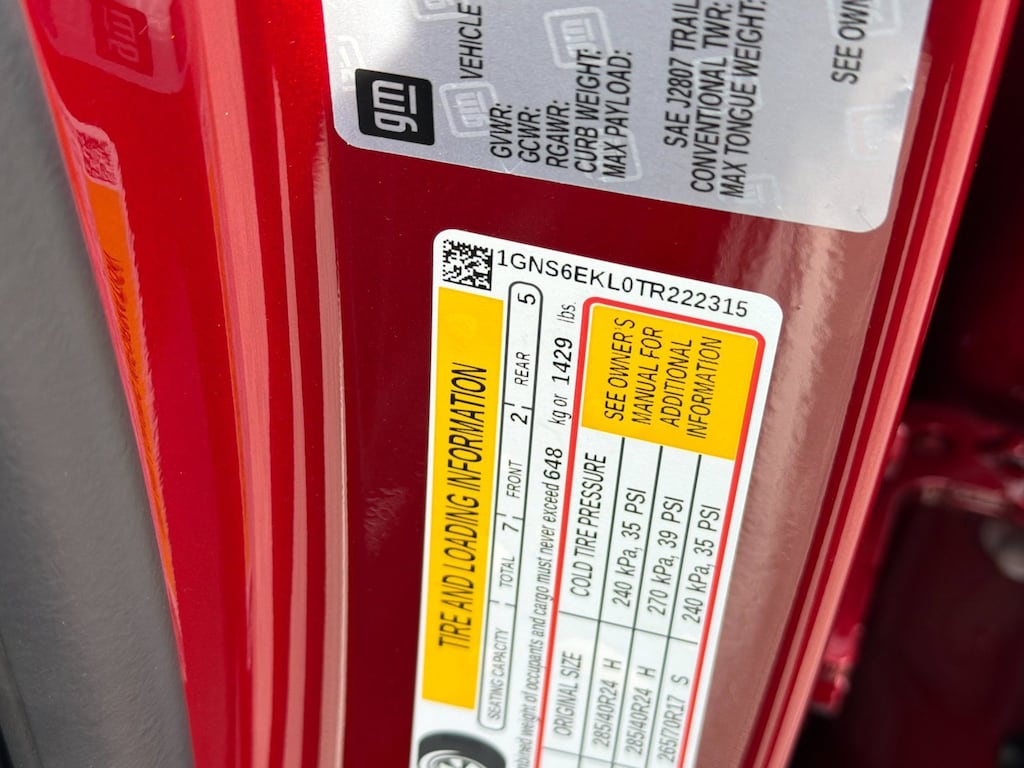 gm
VEHICLE
GVWR:
GCWR:
RGAWR:
CURB WEIGHT:
MAX PAYLOAD:
SAE J2807 TRAIL
CONVENTIONAL TWR:
MAX TONGUE WEIGHT:
SEE OWN
1GNS6EKL0TR222315
TIRE AND LOADING INFORMATION
SEATING CAPACITY TOTAL 7 FRONT 2 REAR 5
mbined weight of occupants and cargo must never exceed 648 kg or 1429 lbs.
ORIGINAL SIZE COLD TIRE PRESSURE
285/40R24 H 240 kPa, 35 PSI
285/40R24 H 270 kPa, 39 PSI
265/70R17 S 240 kPa, 35 PSI
SEE OWNER'S
MANUAL FOR
ADDITIONAL
INFORMATION